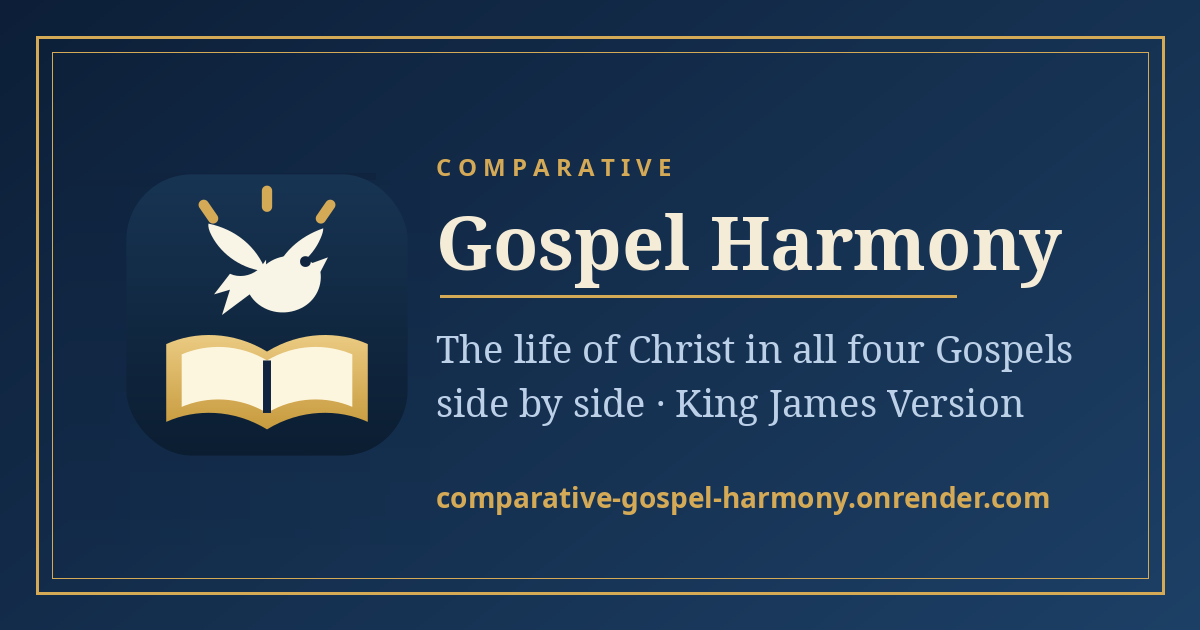 COMPARATIVE
Gospel Harmony
The life of Christ in all four Gospels
side by side · King James Version
comparative-gospel-harmony.onrender.com